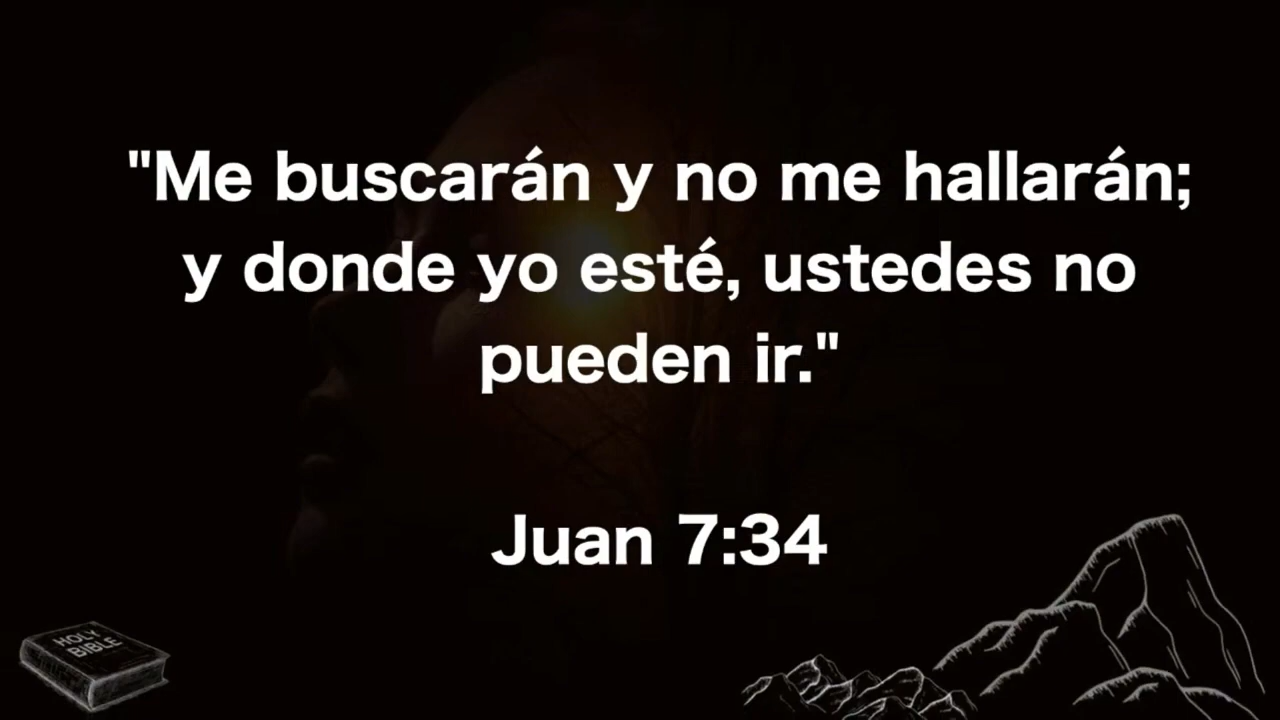 "Me buscarán y no me hallarán;
y donde yo esté, ustedes no
pueden ir."
Juan 7:34
HOLY
BIBLE